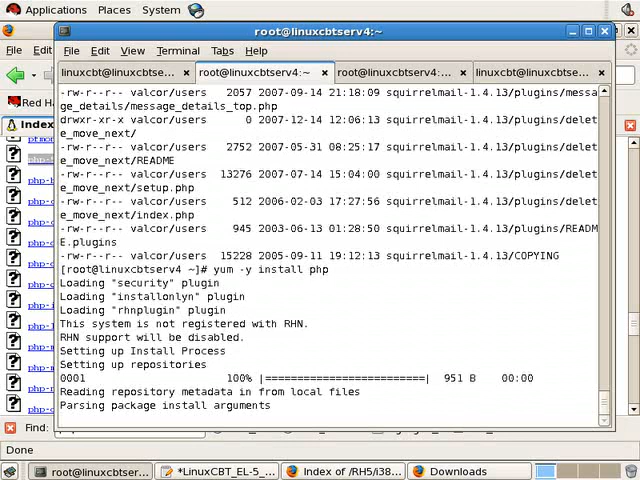 Applications Places System
root@linuxcbtserv4:~
File
File Edit View Terminal Tabs Help
linuxcbt@linuxcbtse... root@linuxcbtserv4:~ root@linuxcbtserv4:... linuxcbt@linuxcbtse...
Red Ha
Index
-rw-r--r-- valcor/users 2057 2007-09-14 21:18:09 squirrelmail-1.4.13/plugins/messa
ge_details/message_details_top.php
drwxr-xr-x valcor/users 0 2007-12-14 12:06:13 squirrelmail-1.4.13/plugins/delet
e_move_next/
-rw-r--r-- valcor/users 2752 2007-05-31 08:25:17 squirrelmail-1.4.13/plugins/delet
e_move_next/README
-rw-r--r-- valcor/users 13276 2007-07-14 15:04:00 squirrelmail-1.4.13/plugins/delet
e_move_next/setup.php
-rw-r--r-- valcor/users 512 2006-02-03 17:27:56 squirrelmail-1.4.13/plugins/delet
e_move_next/index.php
-rw-r--r-- valcor/users 945 2003-06-13 01:28:50 squirrelmail-1.4.13/plugins/READM
E.plugins
-rw-r--r-- valcor/users 15228 2005-09-11 19:12:13 squirrelmail-1.4.13/COPYING
[root@linuxcbtserv4 ~]# yum -y install php
Loading "security" plugin
Loading "installonlyn" plugin
Loading "rhnplugin" plugin
This system is not registered with RHN.
RHN support will be disabled.
Setting up Install Process
Setting up repositories
0001 100% |=========================| 951 B 00:00
Reading repository metadata in from local files
Parsing package install arguments
Find:
Done
root@linuxcbtser... *LinuxCBT_EL-5_... Index of /RH5/i38... Downloads